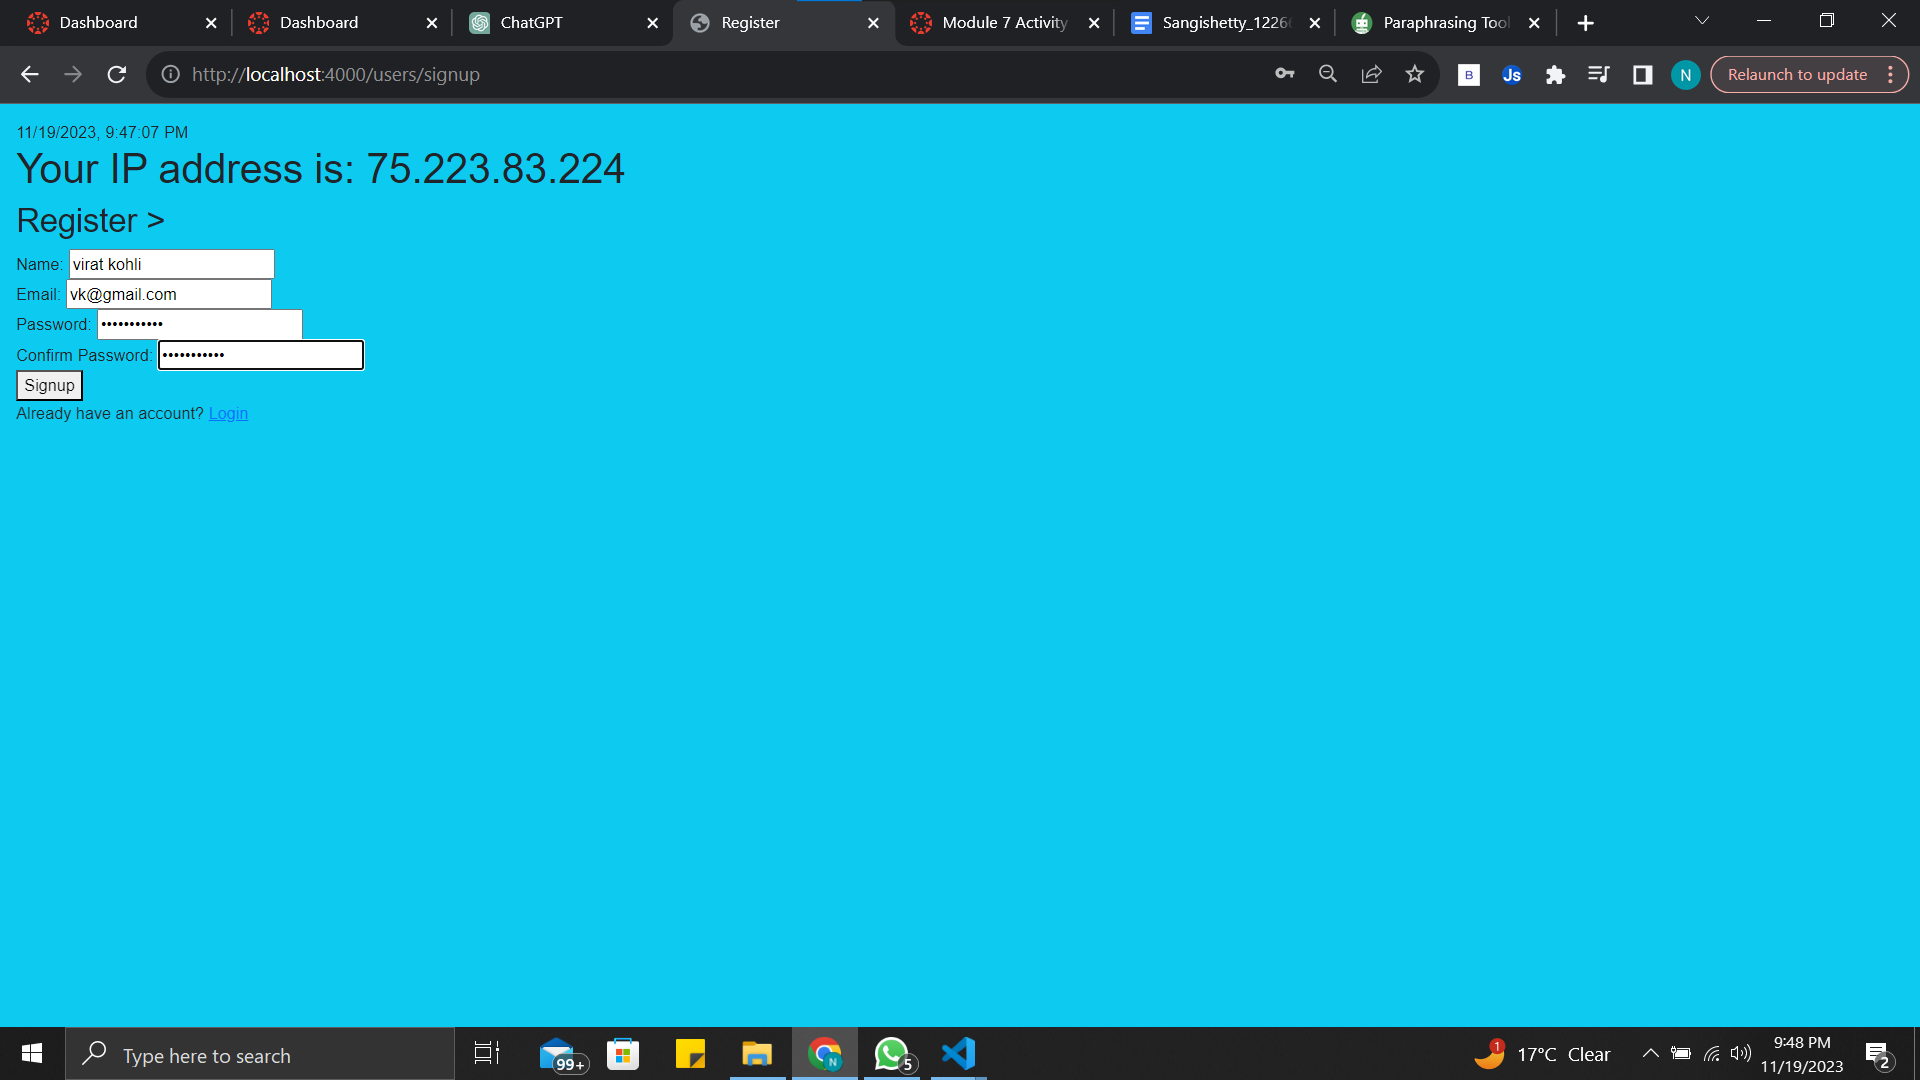 Dashboard
Dashboard
ChatGPT
Register
Module 7 Activity
Sangishetty_1226
Paraphrasing Tool
http://localhost:4000/users/signup
B
Js
N
Relaunch to update
11/19/2023, 9:47:07 PM
Your IP address is: 75.223.83.224
Register >
Name: virat kohli
Email: vk@gmail.com
Password: •••••••••••
Confirm Password: •••••••••••
Signup
Already have an account? Login
Type here to search
99+
N
5
1
17°C Clear
9:48 PM
11/19/2023
2